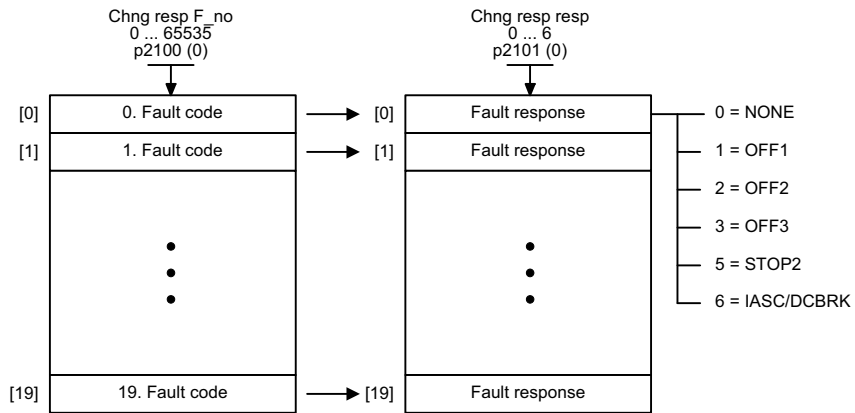 Chng resp F_no
0 ... 65535
p2100 (0)
Chng resp resp
0 ... 6
p2101 (0)
[0] 0. Fault code [0] Fault response 0 = NONE
[1] 1. Fault code [1] Fault response 1 = OFF1
2 = OFF2
3 = OFF3
5 = STOP2
6 = IASC/DCBRK
[19] 19. Fault code [19] Fault response